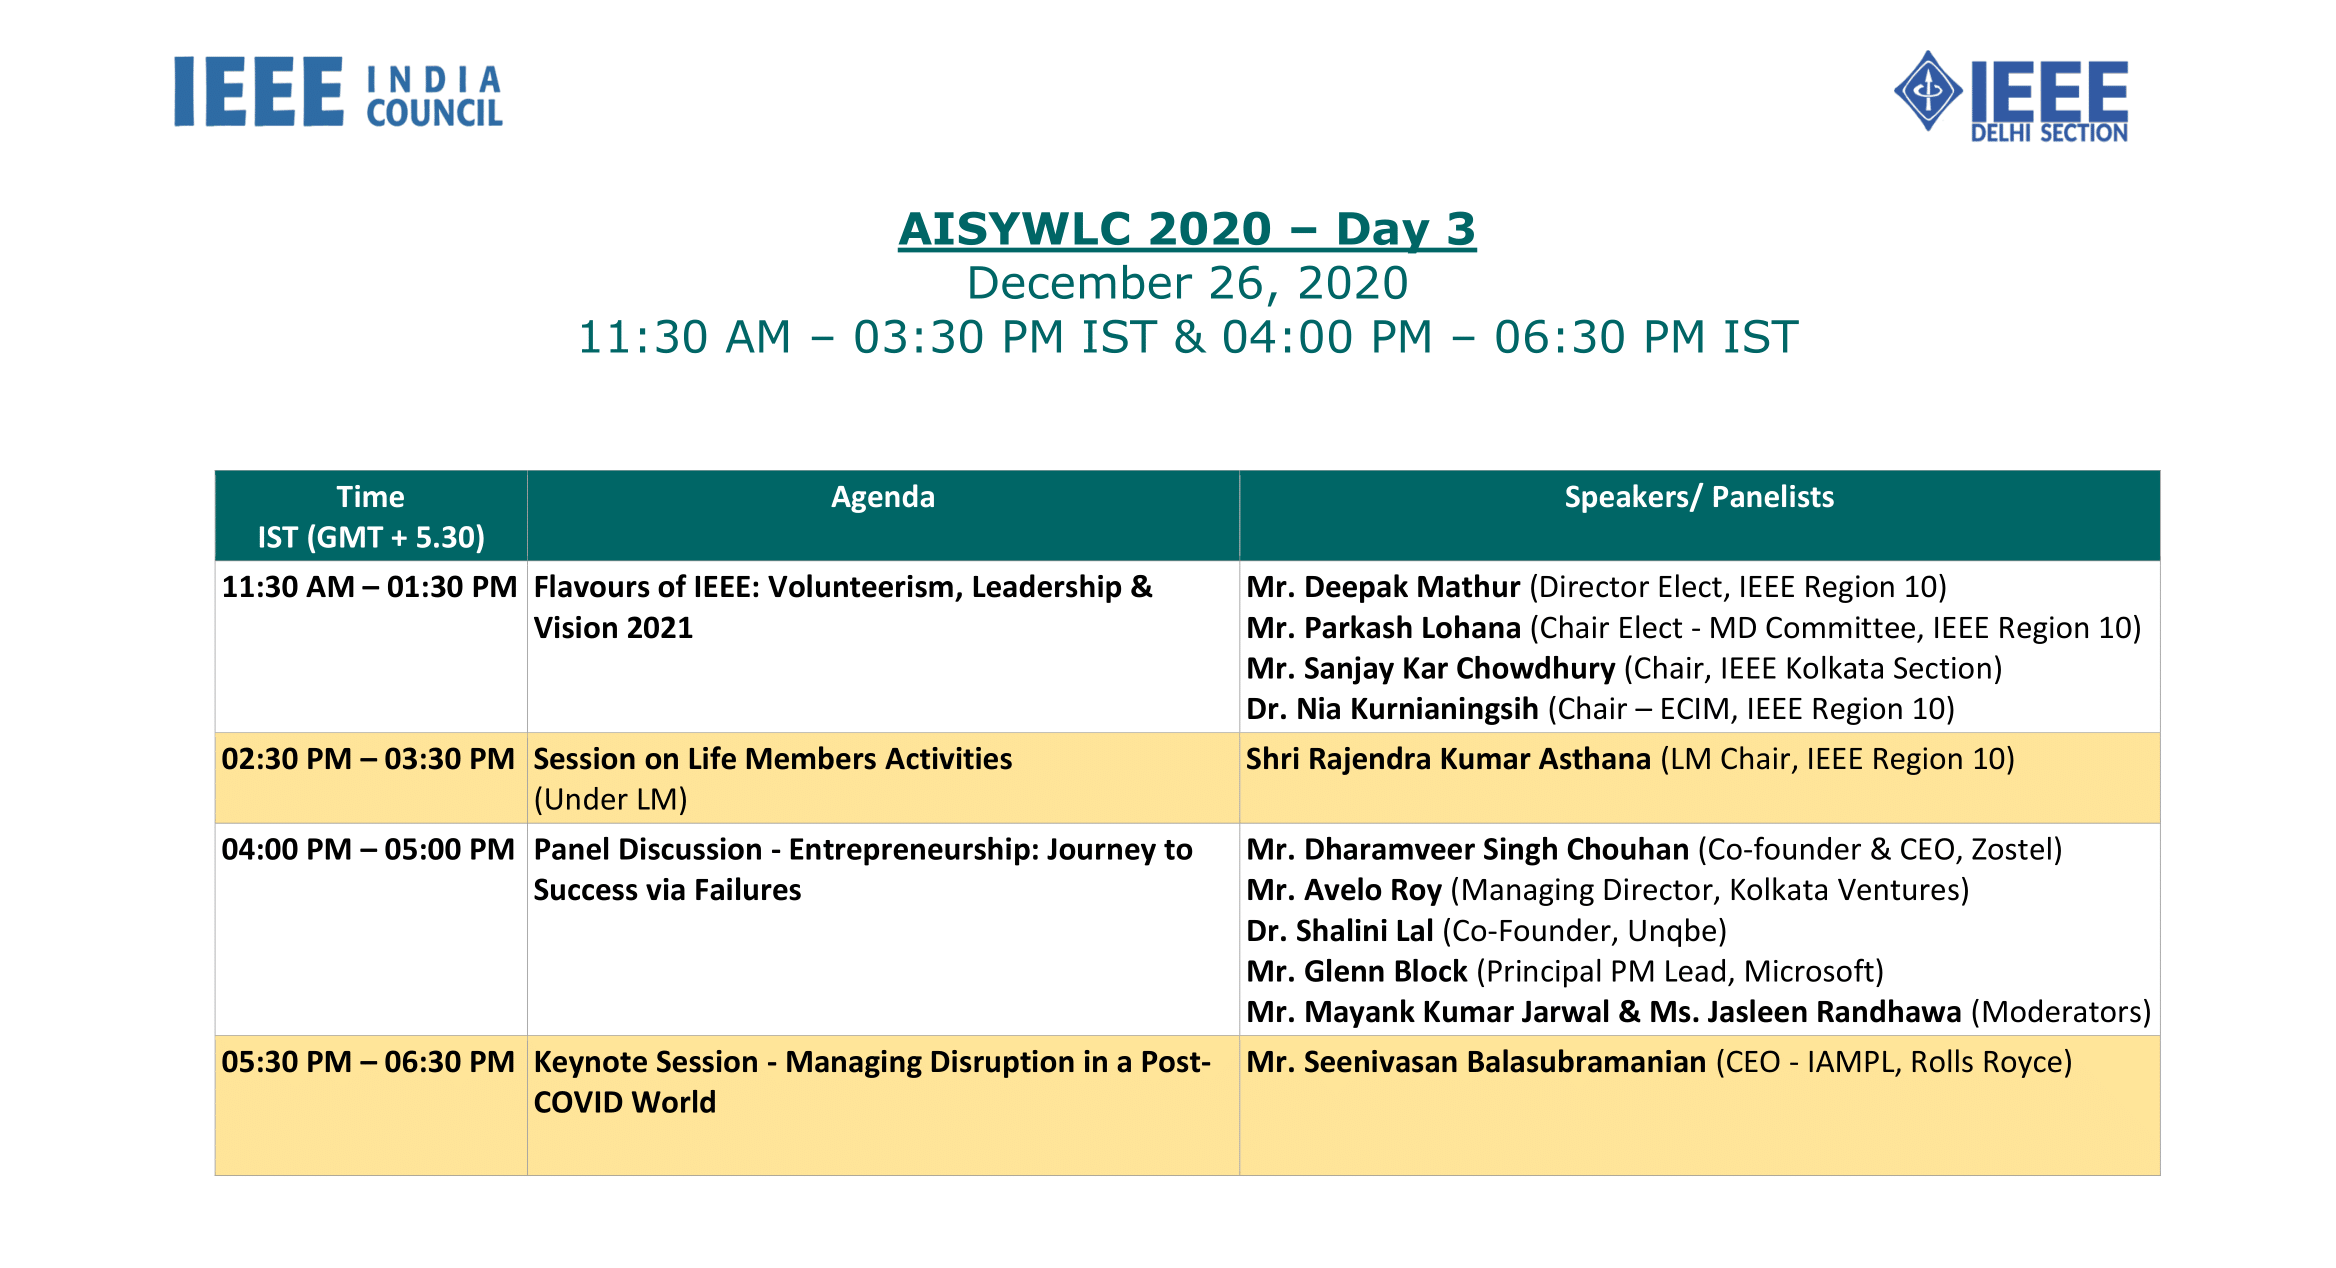 IEEE INDIA COUNCIL
IEEE DELHI SECTION
AISYWLC 2020 – Day 3
December 26, 2020
11:30 AM – 03:30 PM IST & 04:00 PM – 06:30 PM IST
Time
IST (GMT + 5.30)
Agenda
Speakers/ Panelists
11:30 AM – 01:30 PM
Flavours of IEEE: Volunteerism, Leadership &
Vision 2021
Mr. Deepak Mathur (Director Elect, IEEE Region 10)
Mr. Parkash Lohana (Chair Elect - MD Committee, IEEE Region 10)
Mr. Sanjay Kar Chowdhury (Chair, IEEE Kolkata Section)
Dr. Nia Kurnianingsih (Chair – ECIM, IEEE Region 10)
02:30 PM – 03:30 PM
Session on Life Members Activities
(Under LM)
Shri Rajendra Kumar Asthana (LM Chair, IEEE Region 10)
04:00 PM – 05:00 PM
Panel Discussion - Entrepreneurship: Journey to
Success via Failures
Mr. Dharamveer Singh Chouhan (Co-founder & CEO, Zostel)
Mr. Avelo Roy (Managing Director, Kolkata Ventures)
Dr. Shalini Lal (Co-Founder, Unqbe)
Mr. Glenn Block (Principal PM Lead, Microsoft)
Mr. Mayank Kumar Jarwal & Ms. Jasleen Randhawa (Moderators)
05:30 PM – 06:30 PM
Keynote Session - Managing Disruption in a Post-
COVID World
Mr. Seenivasan Balasubramanian (CEO - IAMPL, Rolls Royce)